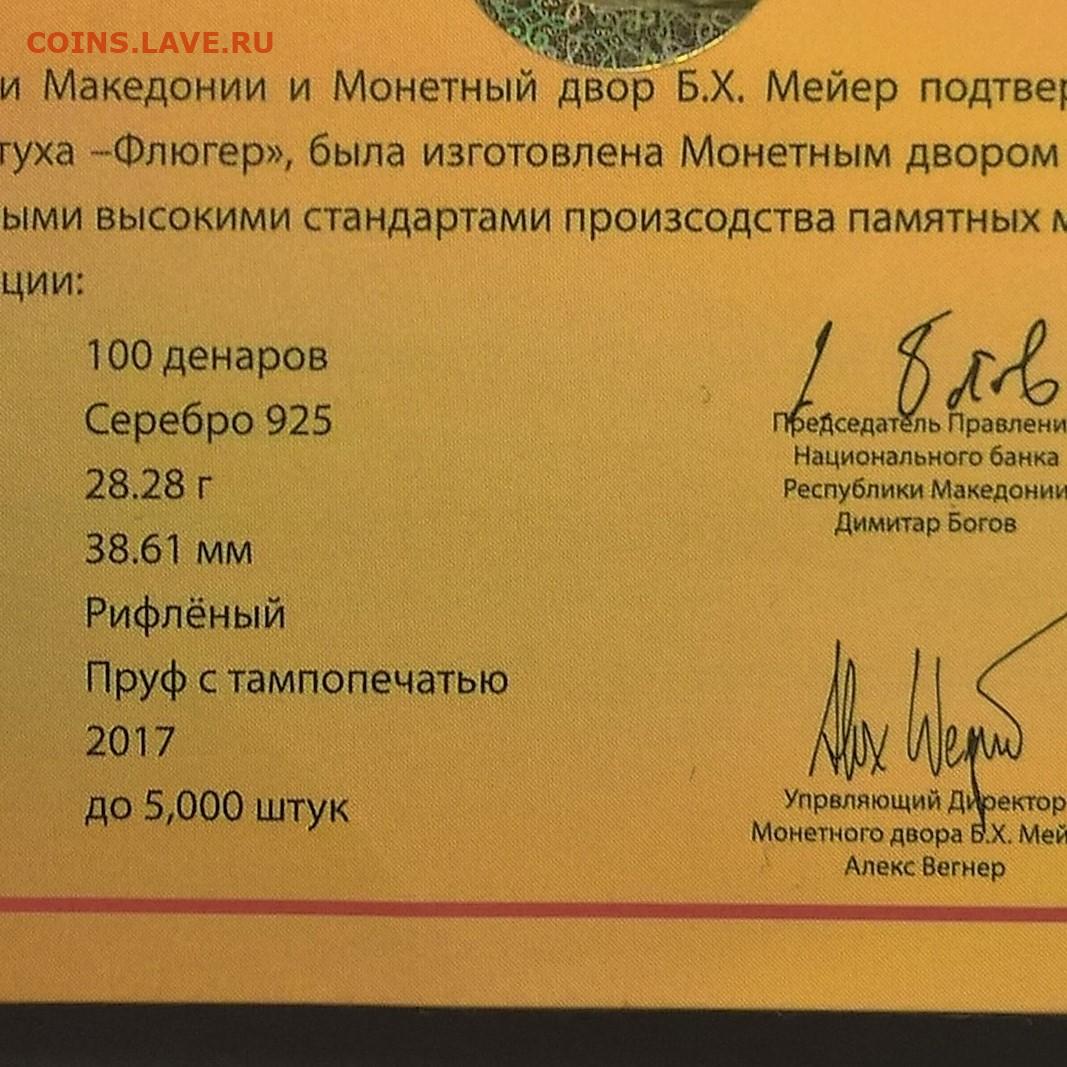 COINS.LAVE.RU
и Македонии и Монетный двор Б.Х. Мейер подтвер
туха –Флюгер», была изготовлена Монетным двором
ыми высокими стандартами произсодства памятных м
ции:
100 денаров
Серебро 925
28.28 г
38.61 мм
Рифлёный
Пруф с тампопечатью
2017
до 5,000 штук
Председатель Правлени
Национального банка
Республики Македонии
Димитар Богов
Alex Wegner
Упрвляющий Директор
Монетного двора Б.Х. Мей
Алекс Вегнер